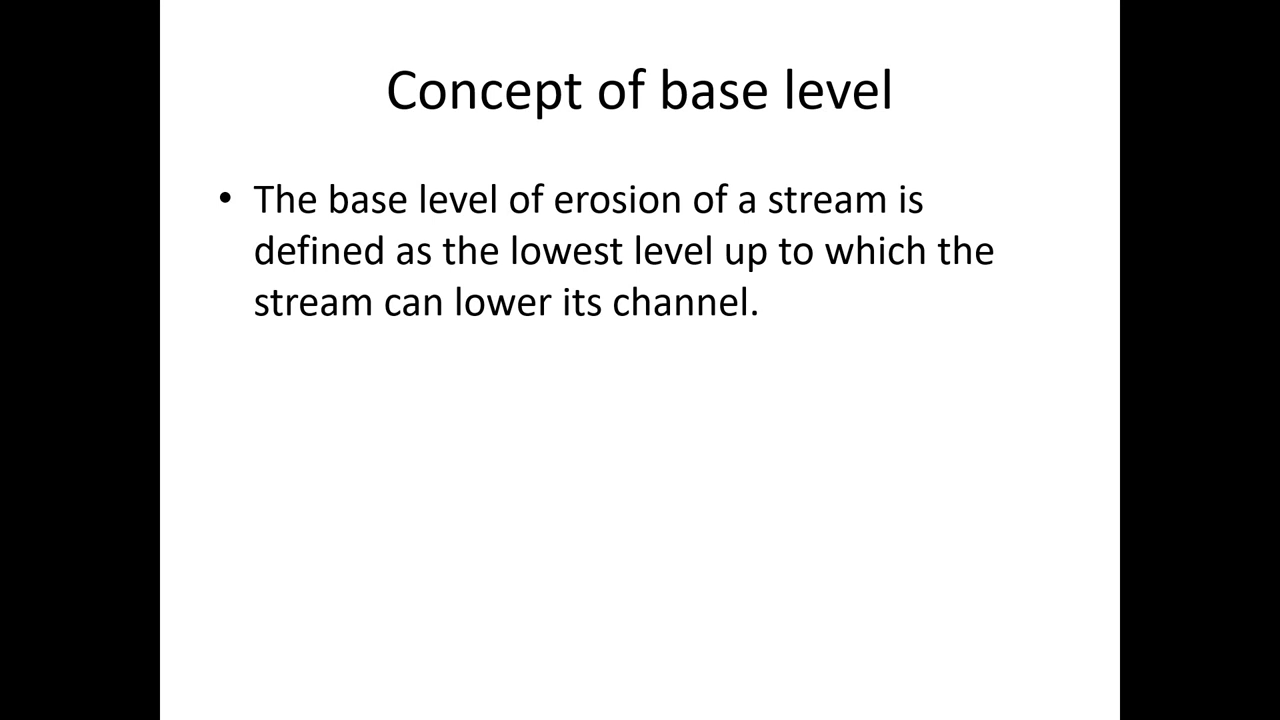 Concept of base level
• The base level of erosion of a stream is
defined as the lowest level up to which the
stream can lower its channel.